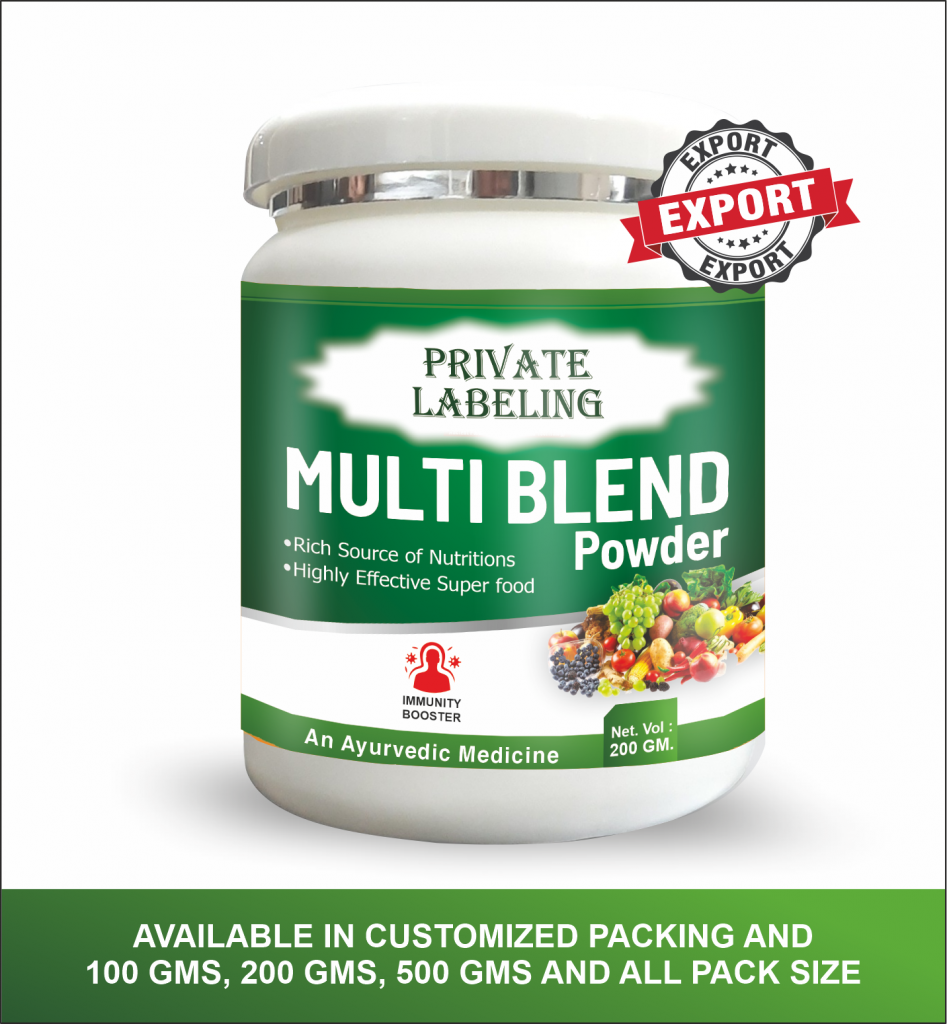 EXPORT
EXPORT
EXPORT
PRIVATE
LABELING
MULTI BLEND
Powder
•Rich Source of Nutritions
•Highly Effective Super food
IMMUNITY
BOOSTER
An Ayurvedic Medicine
Net. Vol :
200 GM.
AVAILABLE IN CUSTOMIZED PACKING AND
100 GMS, 200 GMS, 500 GMS AND ALL PACK SIZE